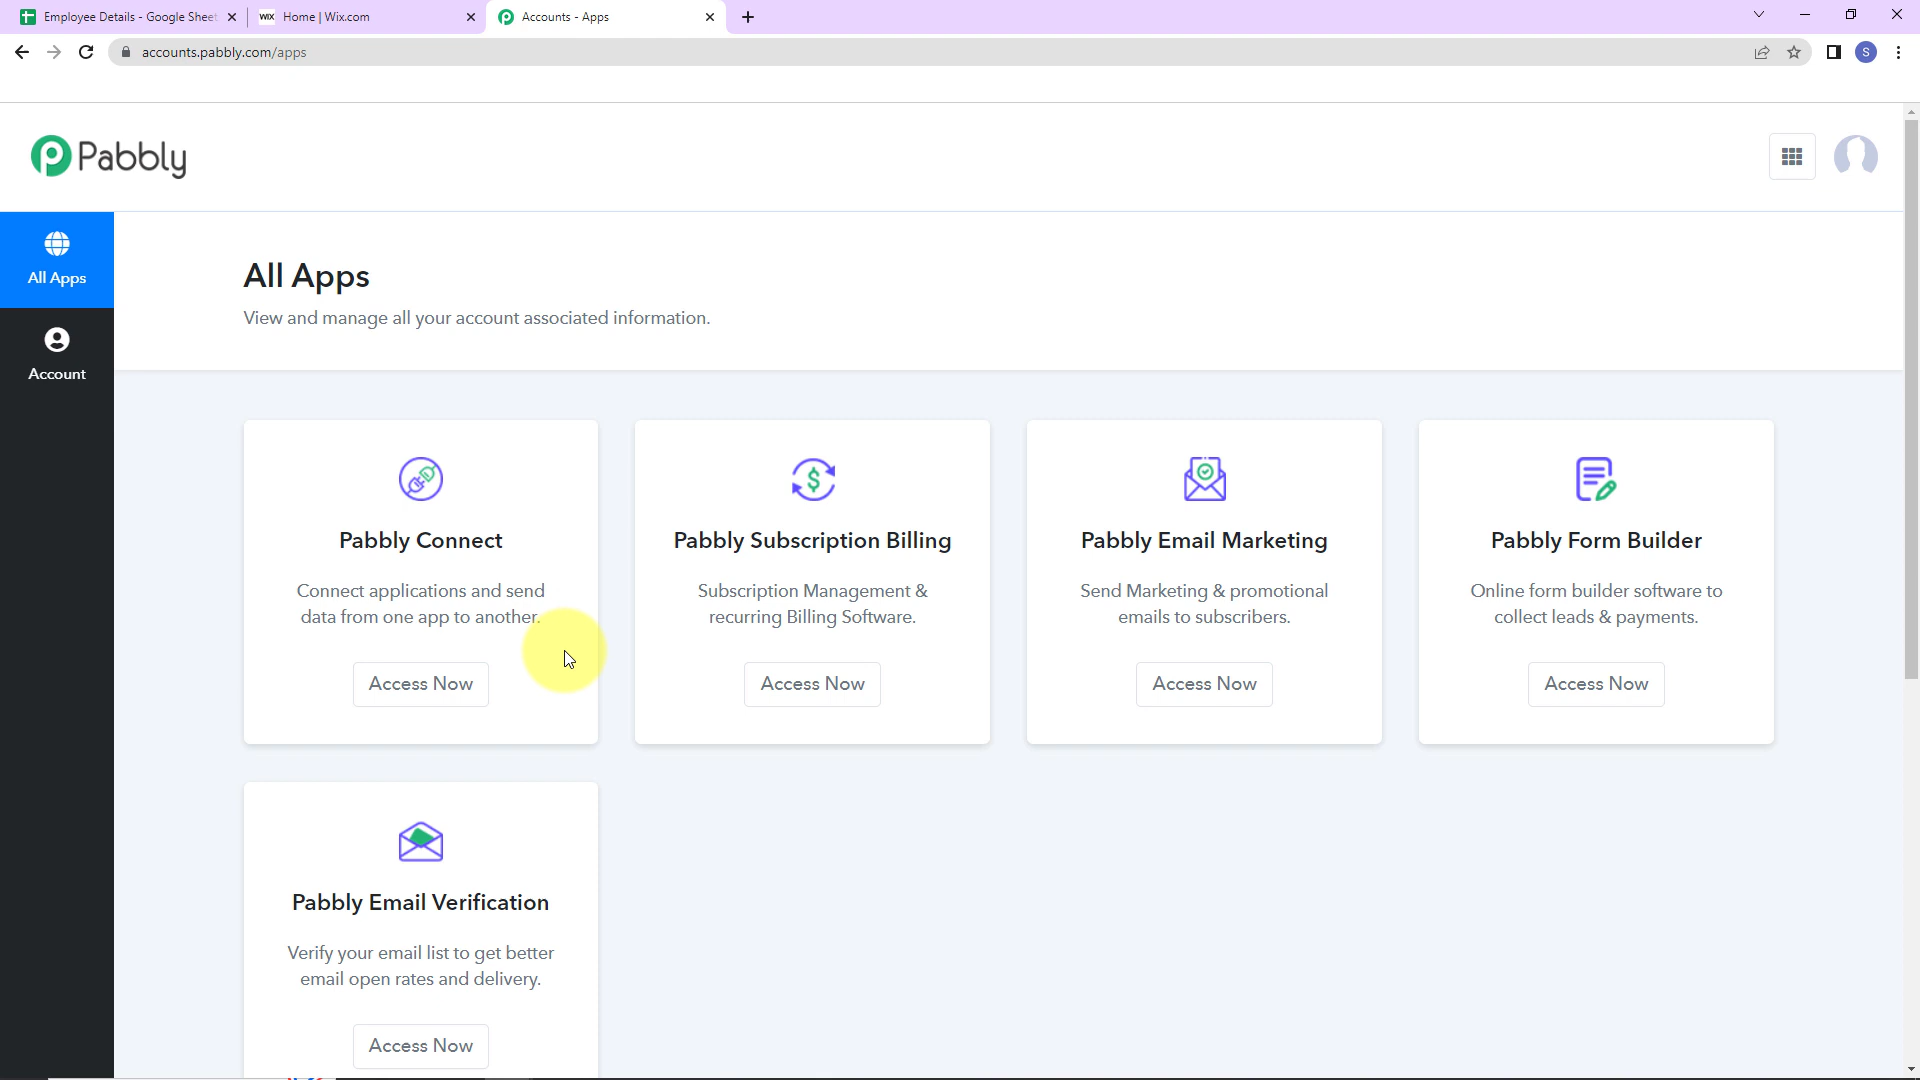 Employee Details - Google Sheet
WIX Home | Wix.com
Accounts - Apps
accounts.pabbly.com/apps
S
Pabbly
All Apps
Account
All Apps
View and manage all your account associated information.
Pabbly Connect
Connect applications and send
data from one app to another.
Access Now
Pabbly Subscription Billing
Subscription Management &
recurring Billing Software.
Access Now
Pabbly Email Marketing
Send Marketing & promotional
emails to subscribers.
Access Now
Pabbly Form Builder
Online form builder software to
collect leads & payments.
Access Now
Pabbly Email Verification
Verify your email list to get better
email open rates and delivery.
Access Now